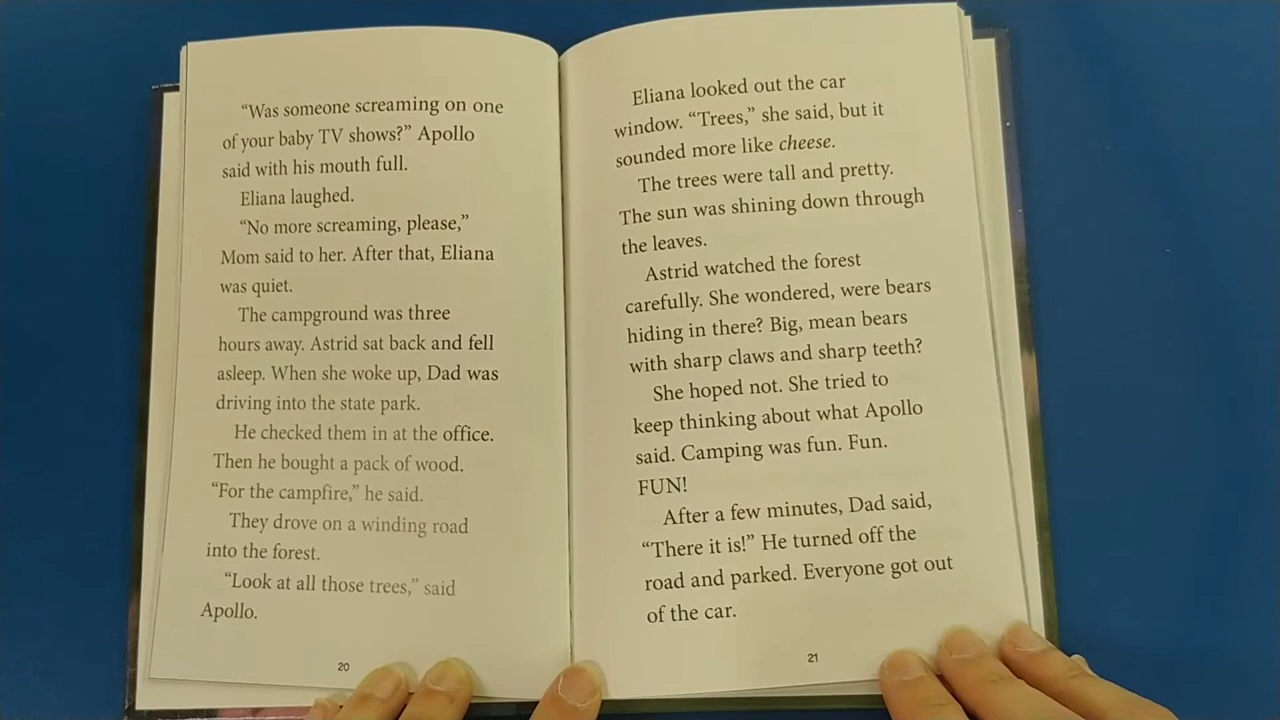 “Was someone screaming on one
of your baby TV shows?” Apollo
said with his mouth full.
Eliana laughed.
“No more screaming, please,”
Mom said to her. After that, Eliana
was quiet.
The campground was three
hours away. Astrid sat back and fell
asleep. When she woke up, Dad was
driving into the state park.
He checked them in at the office.
Then he bought a pack of wood.
“For the campfire,” he said.
They drove on a winding road
into the forest.
“Look at all those trees,” said
Apollo.
20
Eliana looked out the car
window. “Trees,” she said, but it
sounded more like cheese.
The trees were tall and pretty.
The sun was shining down through
the leaves.
Astrid watched the forest
carefully. She wondered, were bears
hiding in there? Big, mean bears
with sharp claws and sharp teeth?
She hoped not. She tried to
keep thinking about what Apollo
said. Camping was fun. Fun.
FUN!
After a few minutes, Dad said,
“There it is!” He turned off the
road and parked. Everyone got out
of the car.
21